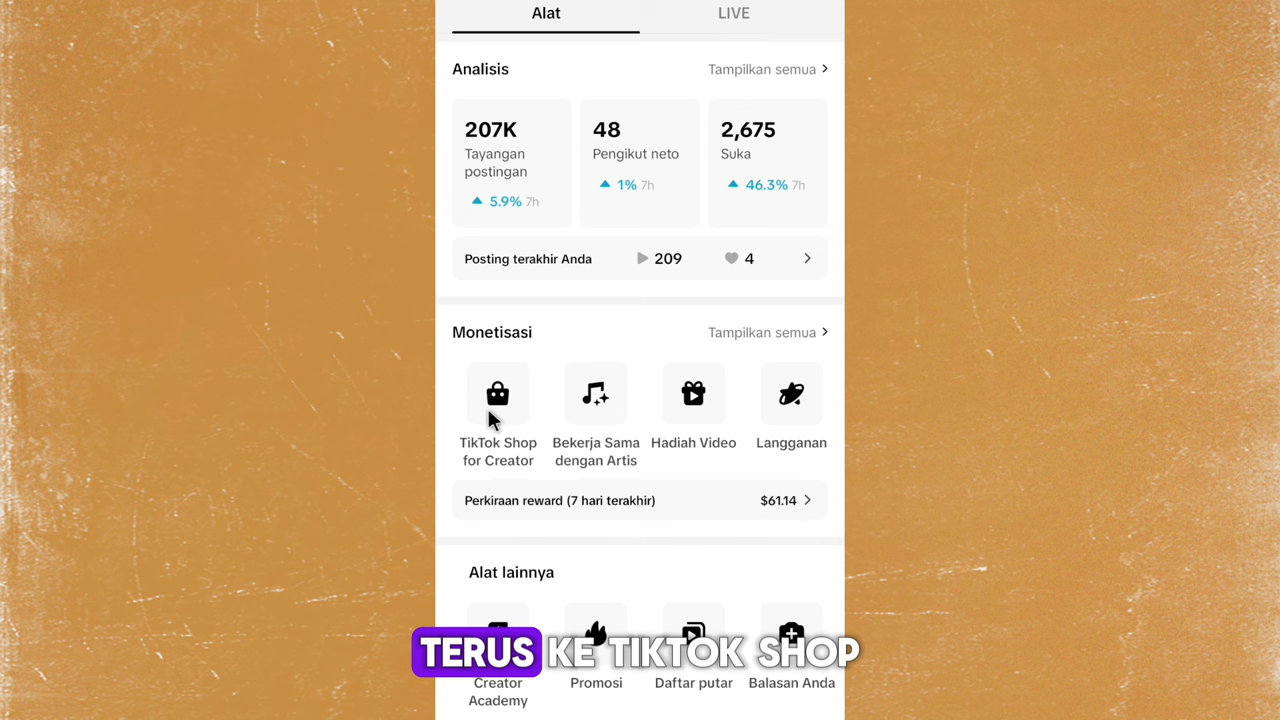 Alat
LIVE
Analisis
Tampilkan semua
207K
Tayangan
postingan
5.9% 7h
48
Pengikut neto
1% 7h
2,675
Suka
46.3% 7h
Posting terakhir Anda
209
4
Monetisasi
Tampilkan semua
TikTok Shop
for Creator
Bekerja Sama
dengan Artis
Hadiah Video
Langganan
Perkiraan reward (7 hari terakhir)
$61.14
Alat lainnya
TERUS KE TIKTOK SHOP
Creator
Academy
Promosi
Daftar putar
Balasan Anda